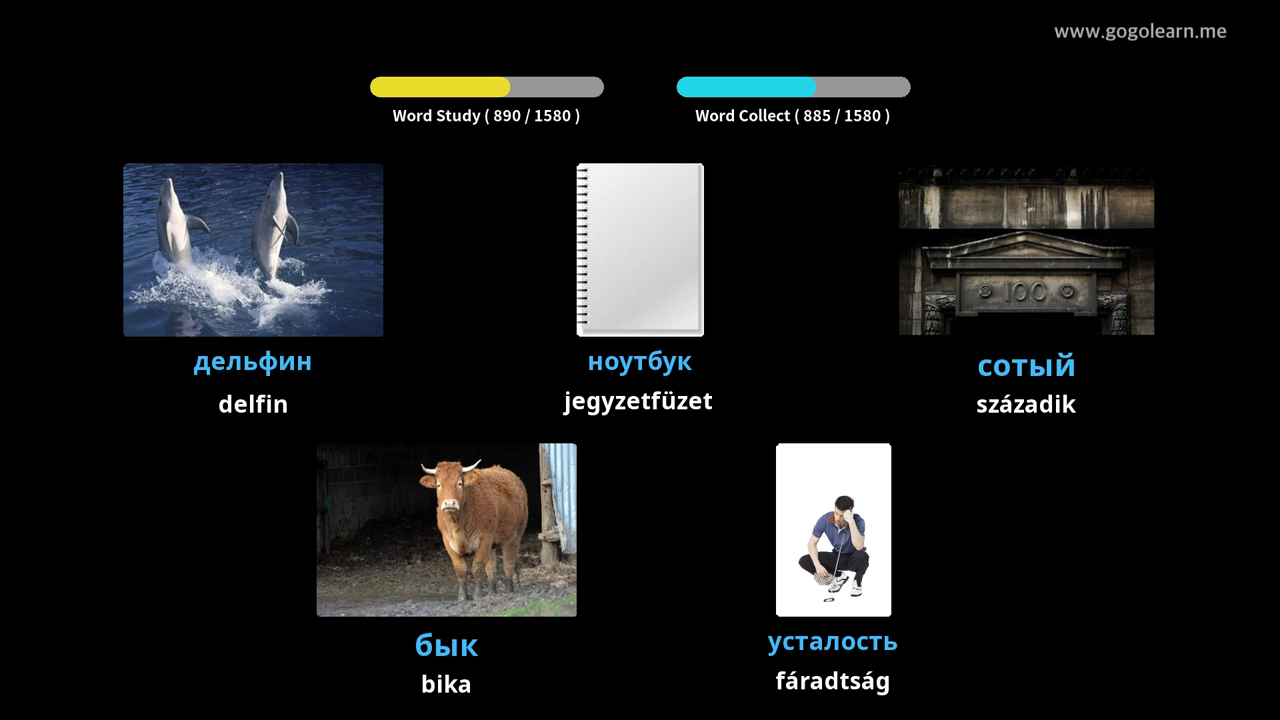 www.gogolearn.me
Word Study ( 890 / 1580 )
Word Collect ( 885 / 1580 )
100
дельфин
delfin
ноутбук
jegyzetfüzet
сотый
századik
бык
bika
усталость
fáradtság